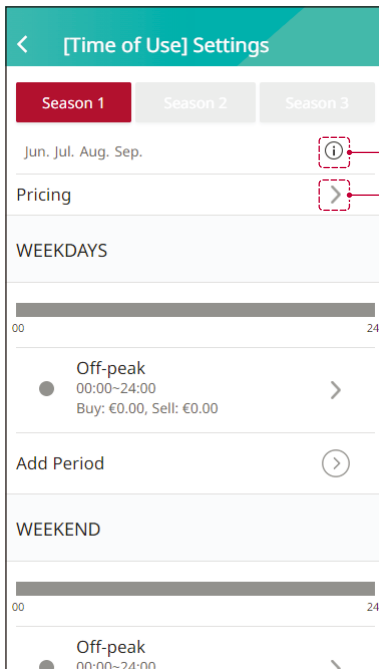 [Time of Use] Settings
Season 1 Season 2 Season 3
Jun. Jul. Aug. Sep.
Pricing
WEEKDAYS
00 24
Off-peak
00:00~24:00
Buy: €0.00, Sell: €0.00
Add Period
WEEKEND
00 24
Off-peak
00:00~24:00